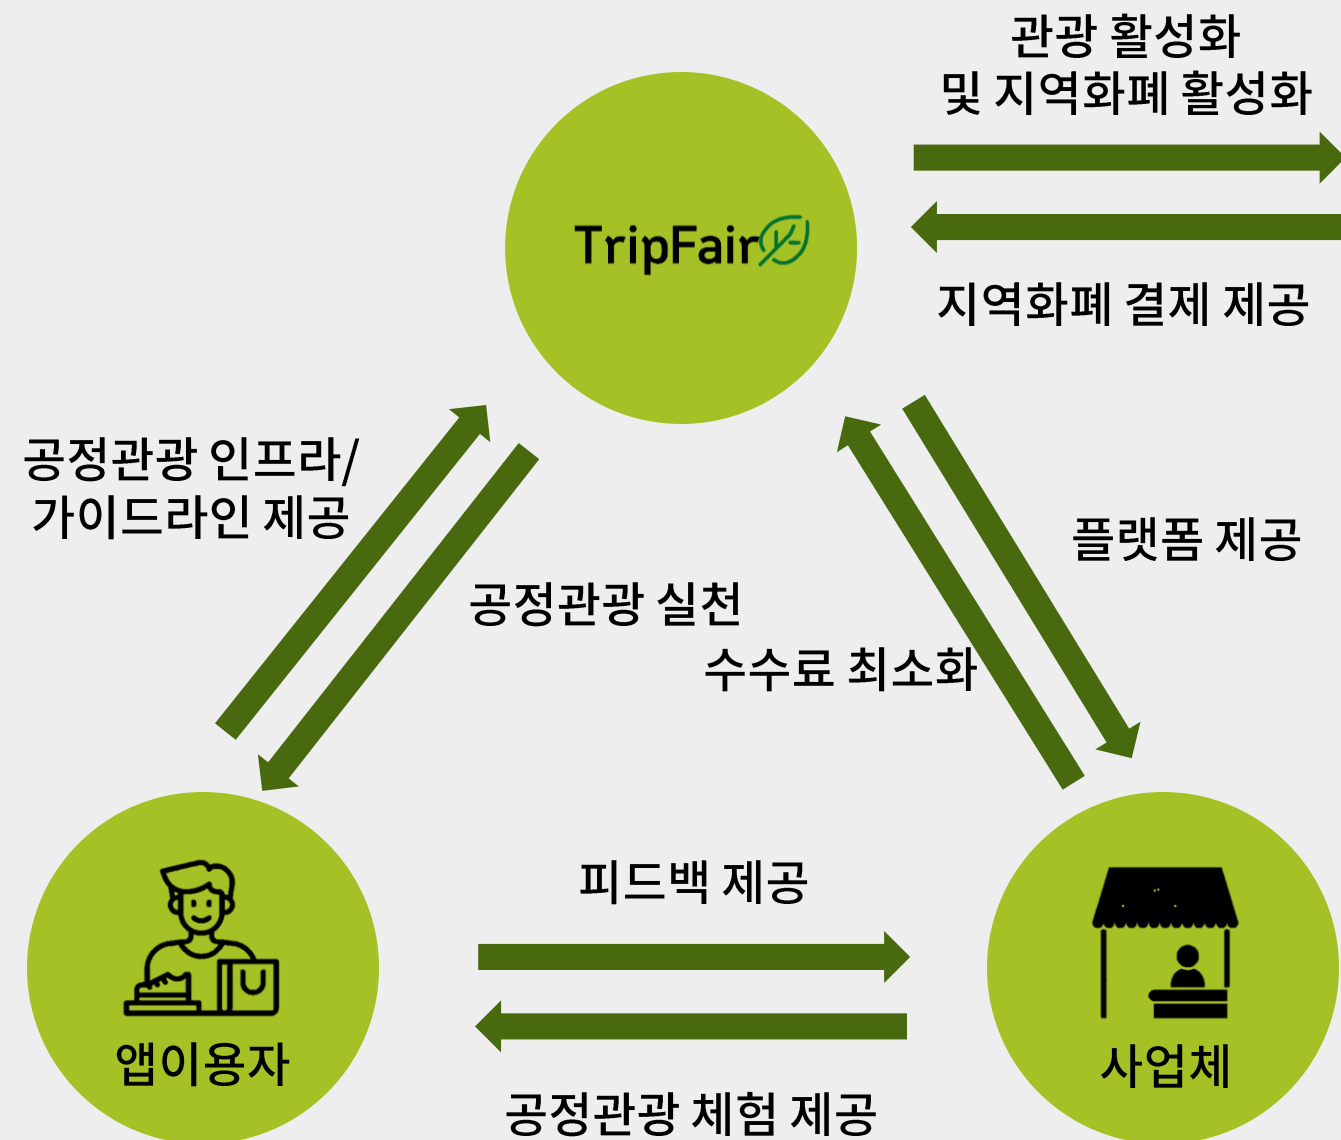 관광 활성화
및 지역화폐 활성화
TripFair
지역화폐 결제 제공
공정관광 인프라/
가이드라인 제공
플랫폼 제공
공정관광 실천
수수료 최소화
피드백 제공
앱이용자
사업체
공정관광 체험 제공